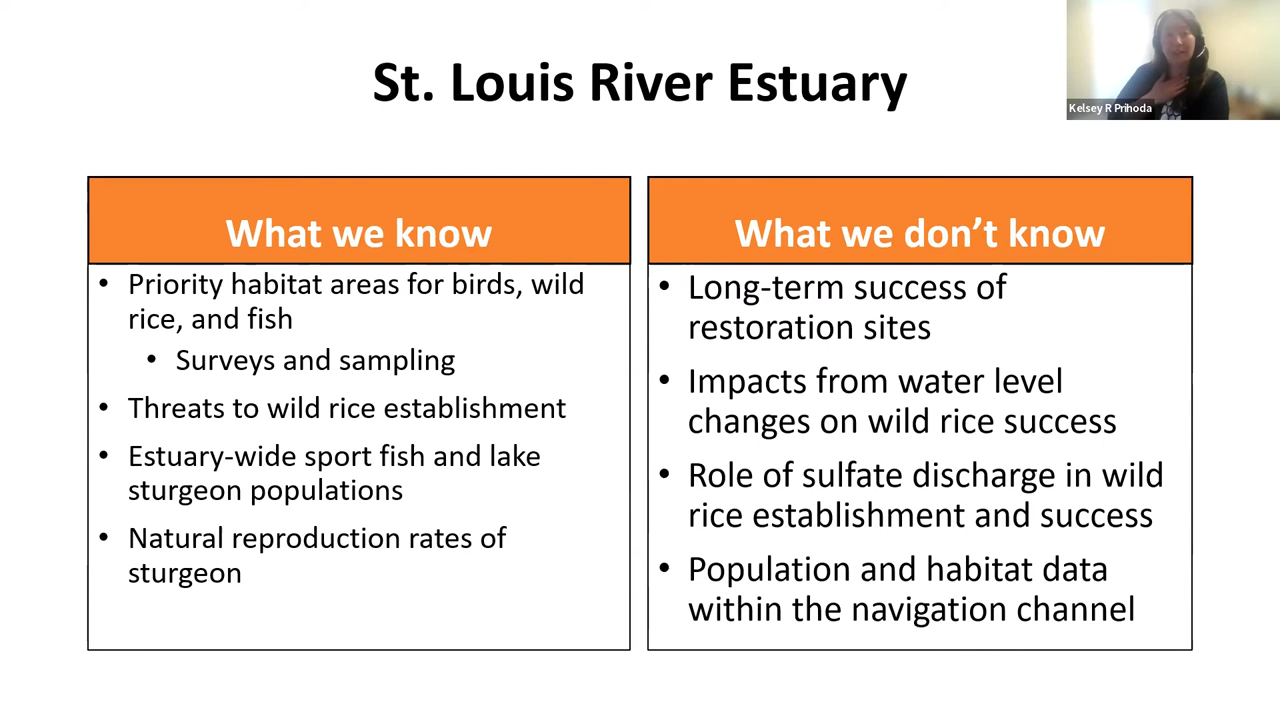 St. Louis River Estuary
Kelsey R Prihoda
What we know
• Priority habitat areas for birds, wild
rice, and fish
• Surveys and sampling
• Threats to wild rice establishment
• Estuary-wide sport fish and lake
sturgeon populations
• Natural reproduction rates of
sturgeon
What we don’t know
• Long-term success of
restoration sites
• Impacts from water level
changes on wild rice success
• Role of sulfate discharge in wild
rice establishment and success
• Population and habitat data
within the navigation channel